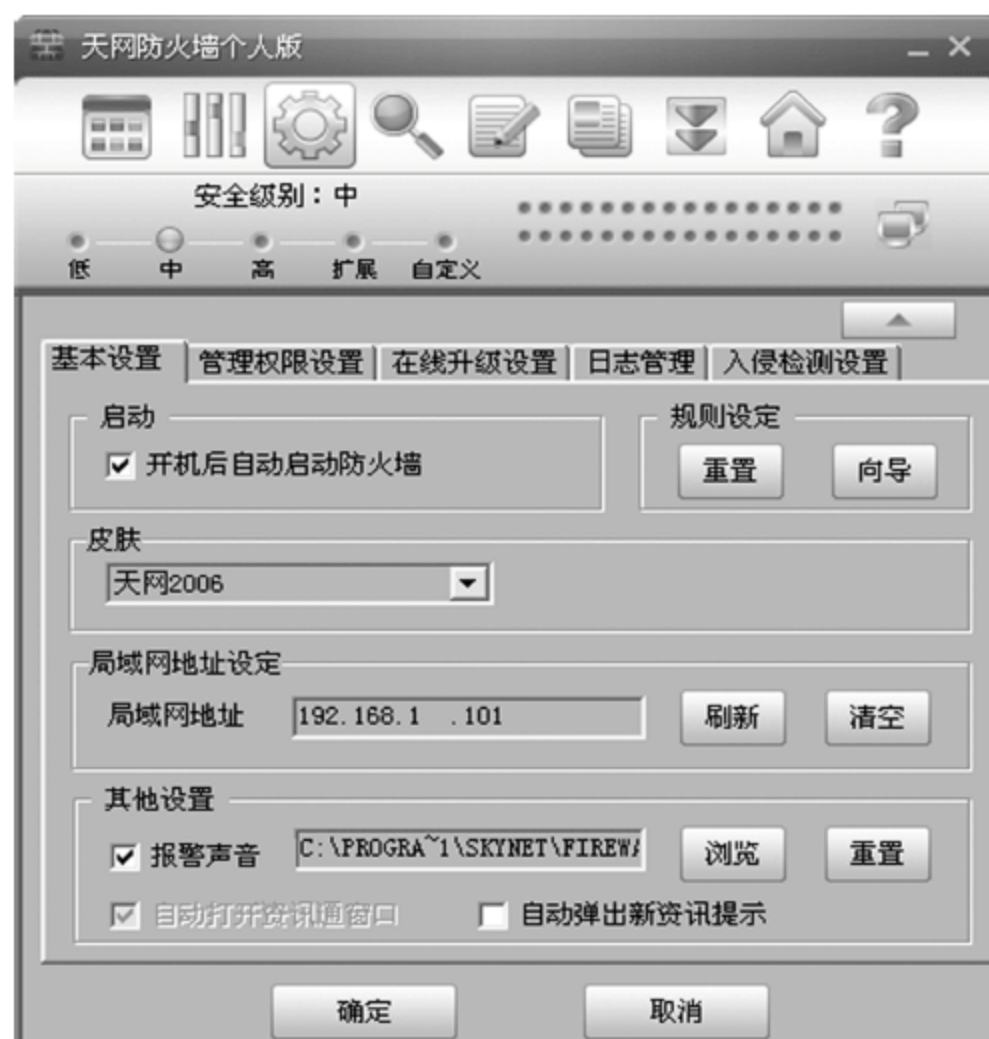 天网防火墙个人版
安全级别：中
低 中 高 扩展 自定义
基本设置 管理权限设置 在线升级设置 日志管理 入侵检测设置
启动 规则设定
开机后自动启动防火墙 重置 向导
皮肤
天网2006
局域网地址设定
局域网地址 192.168.1 .101 刷新 清空
其他设置
报警声音 C:\PROGRA~1\SKYNET\FIREWA 浏览 重置
自动打开资讯通窗口 自动弹出新资讯提示
确定 取消